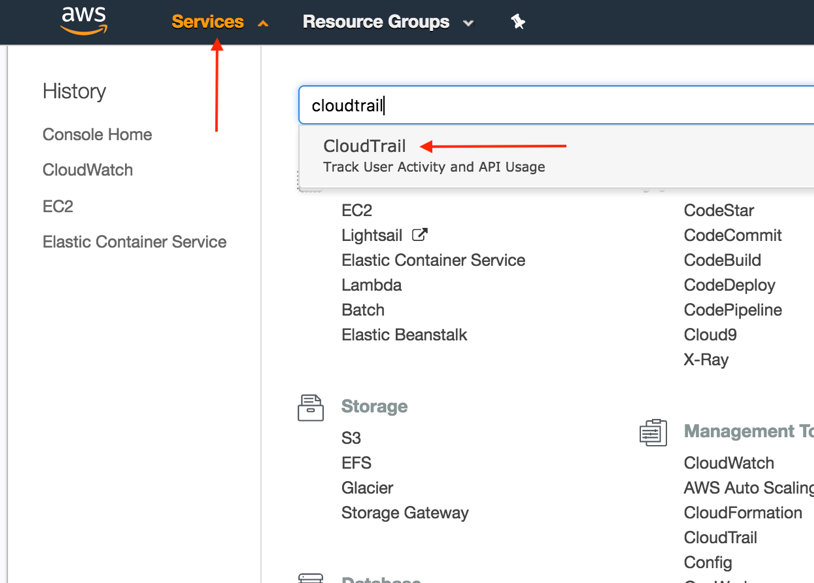 aws
Services
Resource Groups
History
Console Home
CloudWatch
EC2
Elastic Container Service
cloudtrail
CloudTrail
Track User Activity and API Usage
EC2
Lightsail
Elastic Container Service
Lambda
Batch
Elastic Beanstalk
CodeStar
CodeCommit
CodeBuild
CodeDeploy
CodePipeline
Cloud9
X-Ray
Storage
S3
EFS
Glacier
Storage Gateway
Database
Management To
CloudWatch
AWS Auto Scaling
CloudFormation
CloudTrail
Config